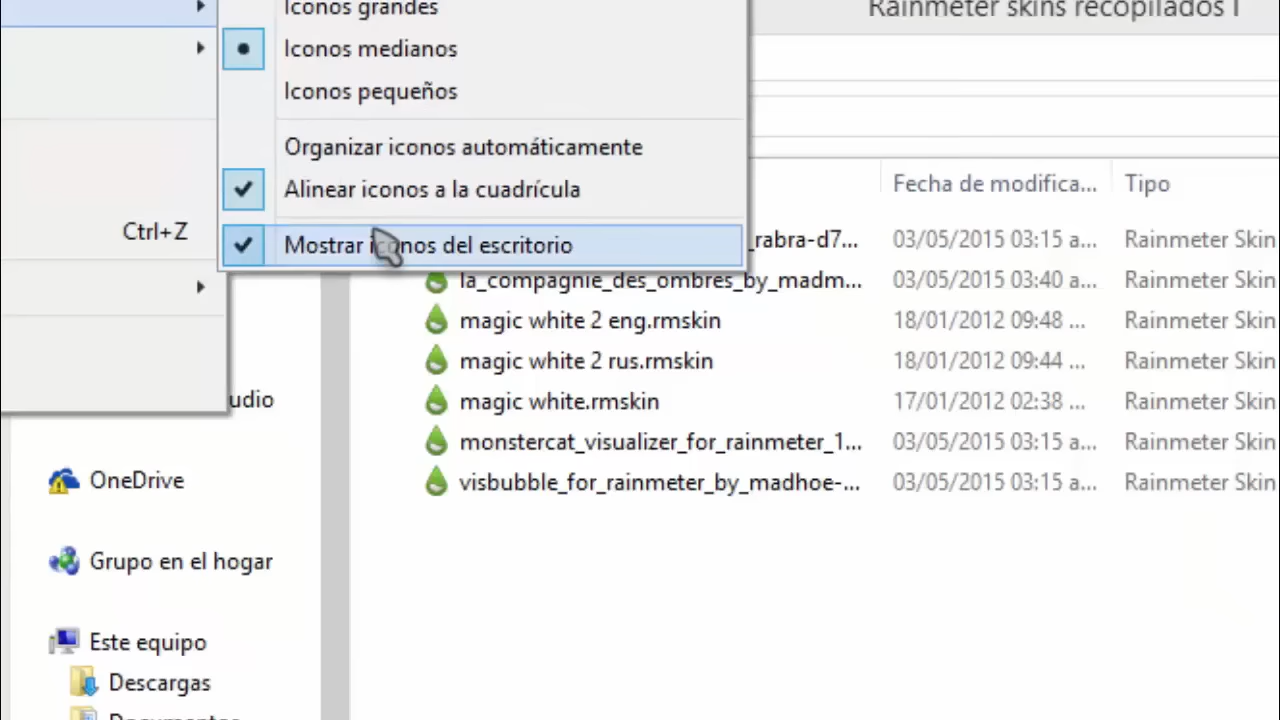 Iconos grandes
Iconos medianos
Iconos pequeños
Organizar iconos automáticamente
Alinear iconos a la cuadrícula
Mostrar iconos del escritorio
Ctrl+Z
Rainmeter skins recopilados I
Fecha de modifica... Tipo
_rabra-d7... 03/05/2015 03:15 a... Rainmeter Skin
la_compagnie_des_ombres_by_madm... 03/05/2015 03:40 a... Rainmeter Skin
magic white 2 eng.rmskin 18/01/2012 09:48 ... Rainmeter Skin
magic white 2 rus.rmskin 18/01/2012 09:44 ... Rainmeter Skin
magic white.rmskin 17/01/2012 02:38 ... Rainmeter Skin
monstercat_visualizer_for_rainmeter_1... 03/05/2015 03:15 a... Rainmeter Skin
visbubble_for_rainmeter_by_madhoe-... 03/05/2015 03:15 a... Rainmeter Skin
udio
OneDrive
Grupo en el hogar
Este equipo
Descargas
Documentos